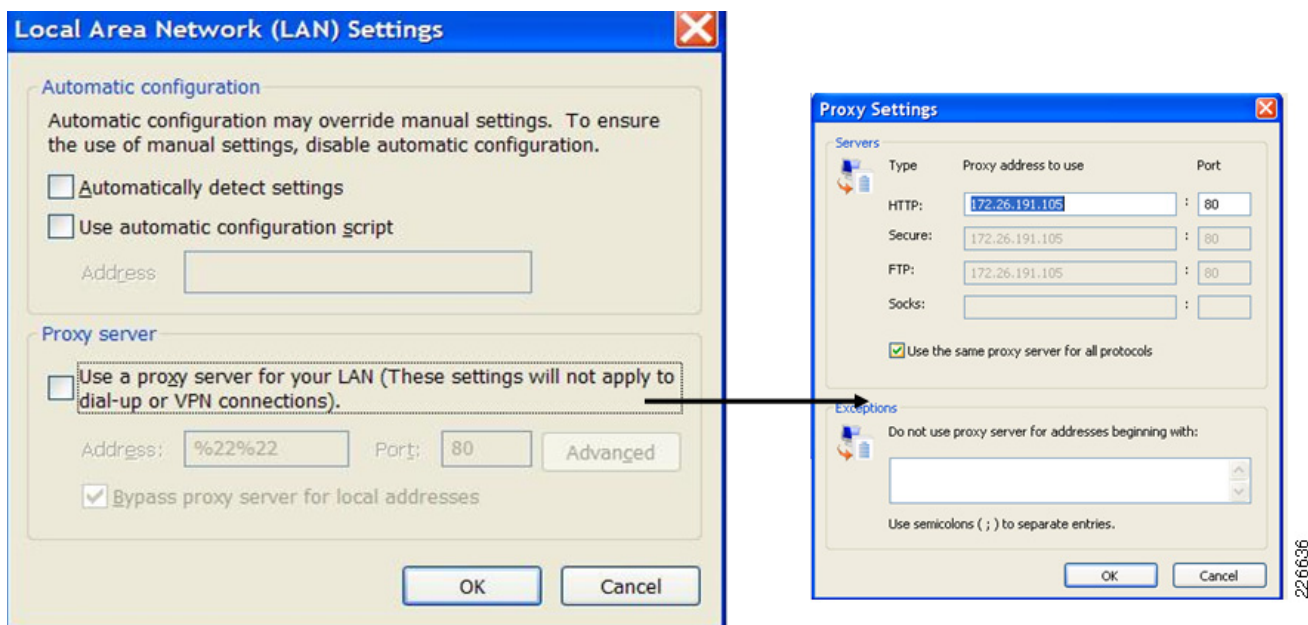 Local Area Network (LAN) Settings
Automatic configuration
Automatic configuration may override manual settings. To ensure
the use of manual settings, disable automatic configuration.
Automatically detect settings
Use automatic configuration script
Address
Proxy server
Use a proxy server for your LAN (These settings will not apply to
dial-up or VPN connections).
Address: %22%22 Port: 80 Advanced
Bypass proxy server for local addresses
OK Cancel
Proxy Settings
Servers
Type Proxy address to use Port
HTTP: 172.26.191.105 : 80
Secure: 172.26.191.105 : 80
FTP: 172.26.191.105 : 80
Socks: :
Use the same proxy server for all protocols
Exceptions
Do not use proxy server for addresses beginning with:
Use semicolons ( ; ) to separate entries.
OK Cancel
226636